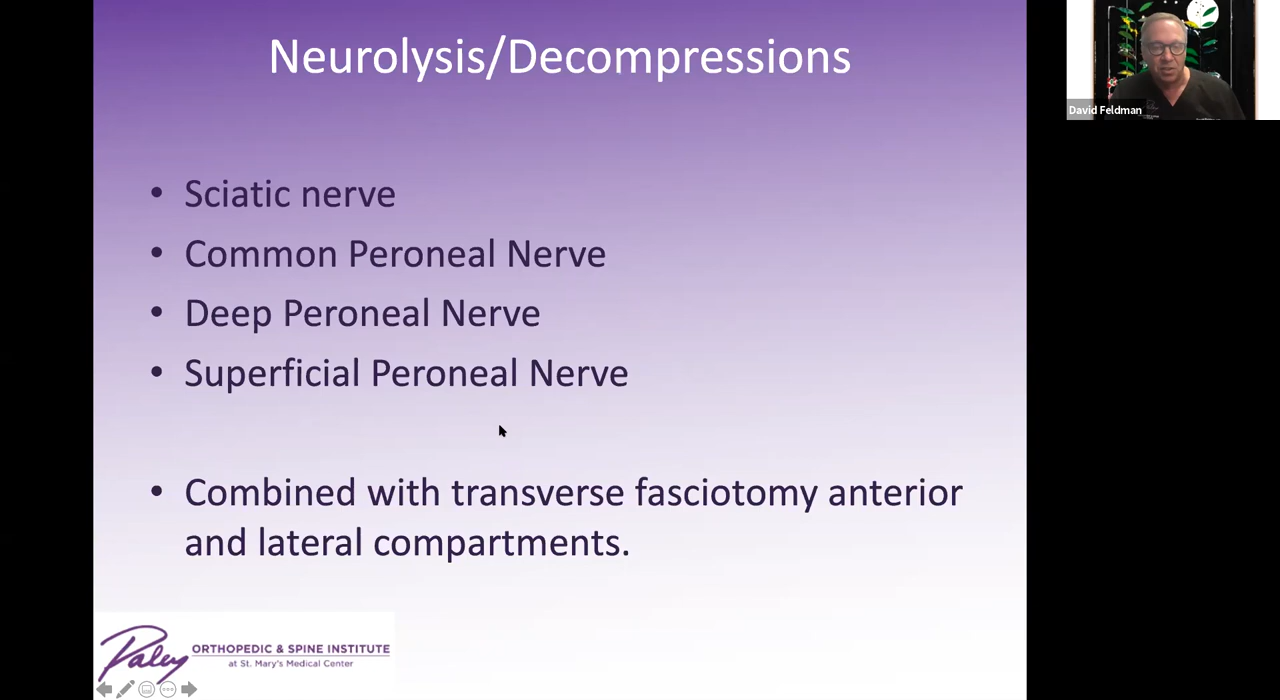 Neurolysis/Decompressions
• Sciatic nerve
• Common Peroneal Nerve
• Deep Peroneal Nerve
• Superficial Peroneal Nerve
• Combined with transverse fasciotomy anterior
and lateral compartments.
Paley
ORTHOPEDIC & SPINE INSTITUTE
at St. Mary's Medical Center
David Feldman